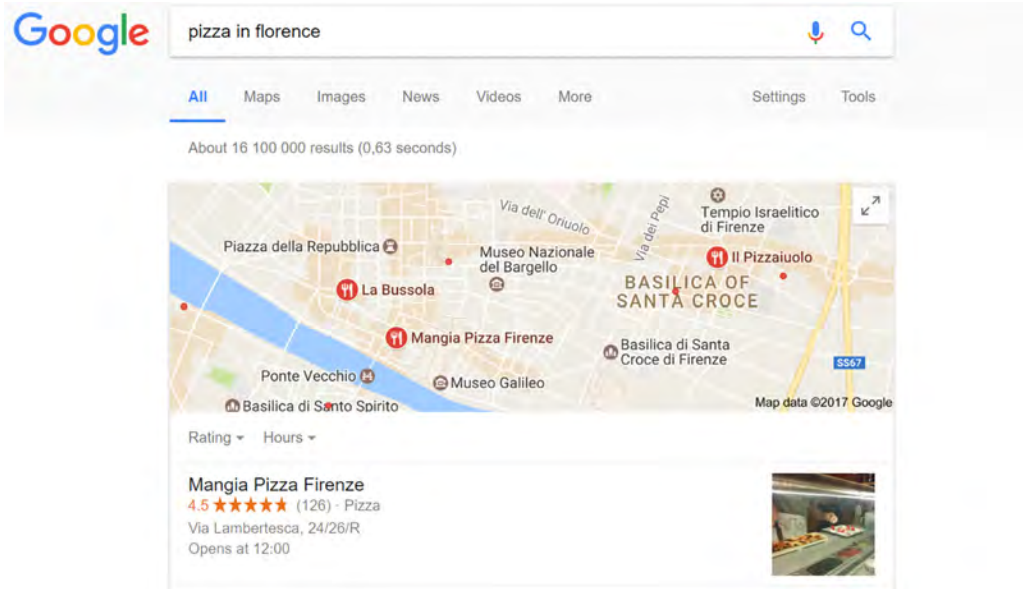 Google
pizza in florence
All Maps Images News Videos More Settings Tools
About 16 100 000 results (0,63 seconds)
Via dell' Oriuolo
Via dei Pepi
Tempio Israelitico
di Firenze
Piazza della Repubblica
Museo Nazionale
del Bargello
Il Pizzaiuolo
La Bussola
BASILICA OF
SANTA CROCE
Mangia Pizza Firenze
Basilica di Santa
Croce di Firenze
SS67
Ponte Vecchio
Museo Galileo
Basilica di Santo Spirito
Map data ©2017 Google
Rating Hours
Mangia Pizza Firenze
4.5 ★★★★★ (126) · Pizza
Via Lambertesca, 24/26/R
Opens at 12:00